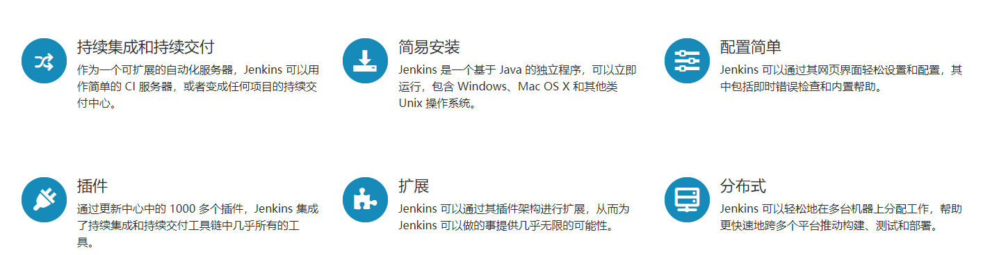 持续集成和持续交付
作为一个可扩展的自动化服务器，Jenkins 可以用
作简单的 CI 服务器，或者变成任何项目的持续交
付中心。
简易安装
Jenkins 是一个基于 Java 的独立程序，可以立即
运行，包含 Windows、Mac OS X 和其他类
Unix 操作系统。
配置简单
Jenkins 可以通过其网页界面轻松设置和配置，其
中包括即时错误检查和内置帮助。
插件
通过更新中心中的 1000 多个插件，Jenkins 集成
了持续集成和持续交付工具链中几乎所有的工
具。
扩展
Jenkins 可以通过其插件架构进行扩展，从而为
Jenkins 可以做的事提供几乎无限的可能性。
分布式
Jenkins 可以轻松地在多台机器上分配工作，帮助
更快速地跨多个平台推动构建、测试和部署。